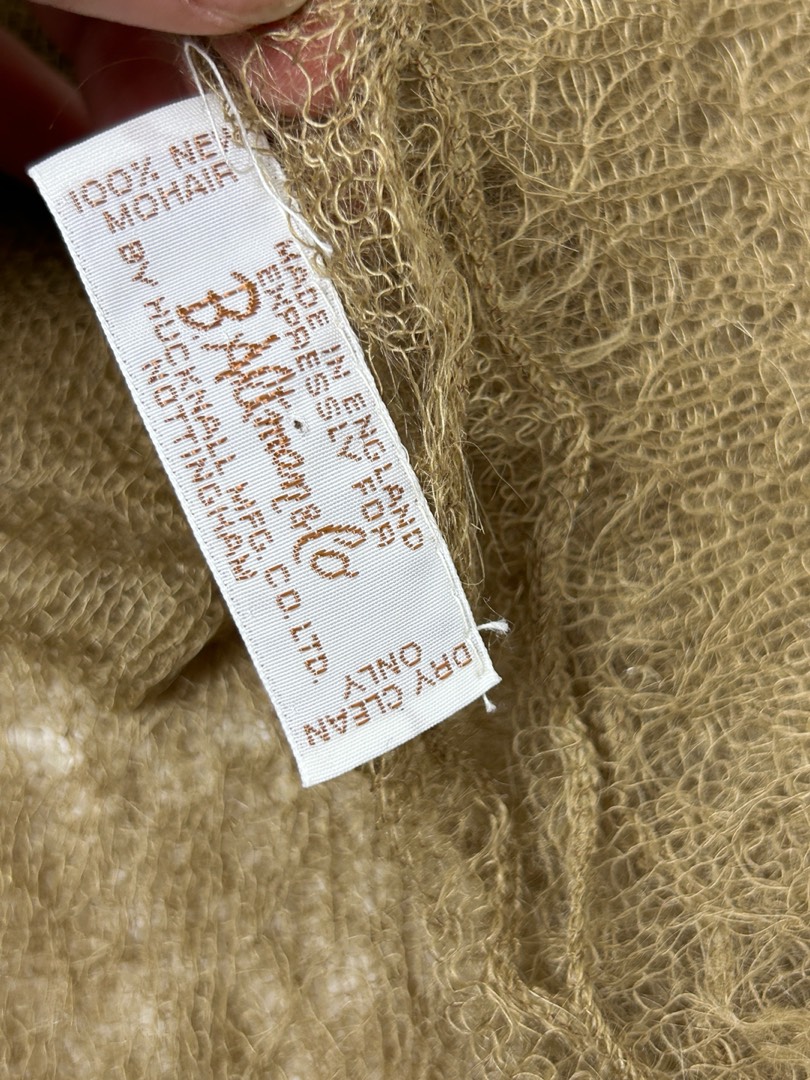 MADE IN ENGLAND
EXPRESSLY FOR
B. Altman & Co
BY HUCKNALL MFG. CO. LTD.
NOTTINGHAM
100% NEW
MOHAIR
DRY CLEAN
ONLY